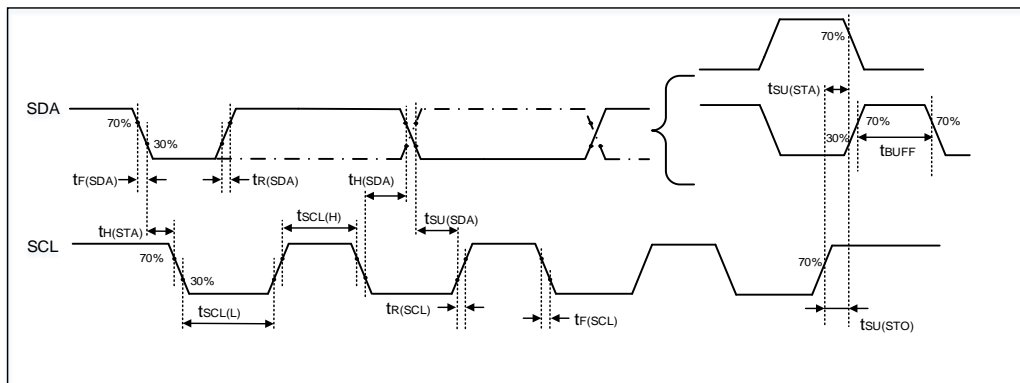 70%
tSU(STA)
SDA
70%
30%
30%
70%
70%
tBUFF
tF(SDA)
tR(SDA)
tH(SDA)
tH(STA)
tSCL(H)
tSU(SDA)
SCL
70%
30%
70%
tSCL(L)
tR(SCL)
tF(SCL)
tSU(STO)